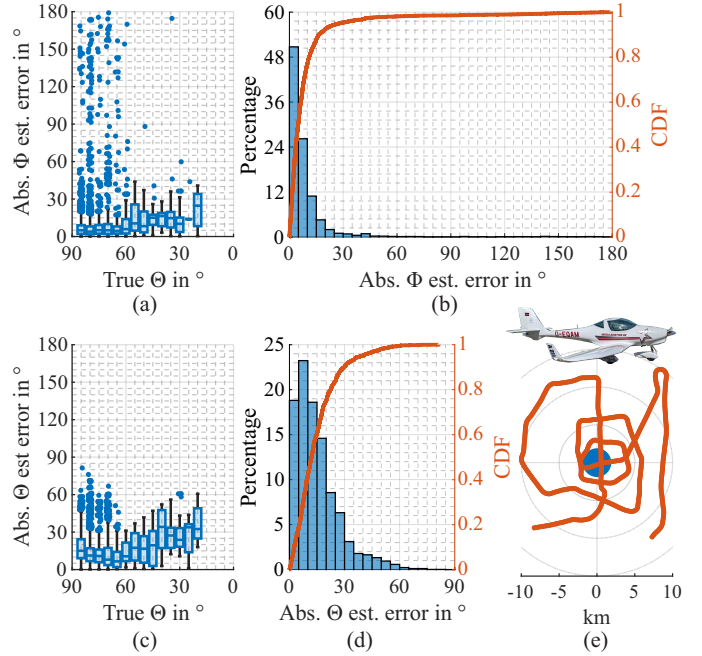 180
150
120
90
60
30
0
Abs. Φ est. error in °
90 60 30 0
True Θ in °
(a)
60
48
36
24
12
0
Percentage
1
0.8
0.6
0.4
0.2
0
CDF
0 30 60 90 120 150 180
Abs. Φ est. error in °
(b)
180
150
120
90
60
30
0
Abs. Θ est error in °
90 60 30 0
True Θ in °
(c)
25
20
15
10
5
0
Percentage
1
0.8
0.6
0.4
0.2
0
CDF
0 30 60 90
Abs. Θ est. error in °
(d)
-10 -5 0 5 10
km
(e)